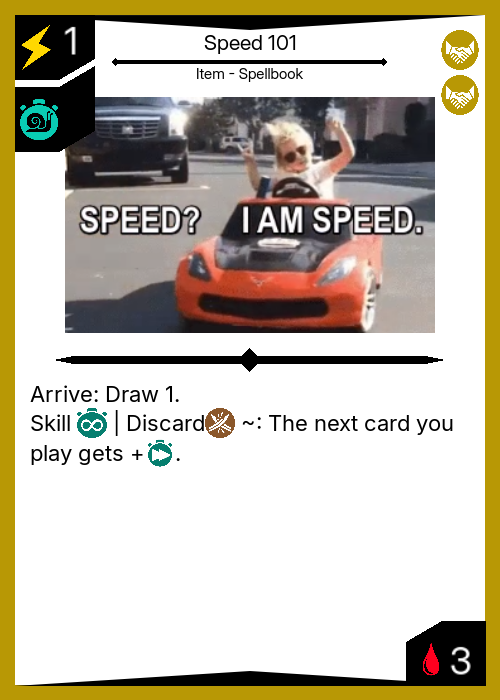 1
Speed 101
Item - Spellbook
SPEED? I AM SPEED.
Arrive: Draw 1.
Skill | Discard ~: The next card you
play gets + .
3